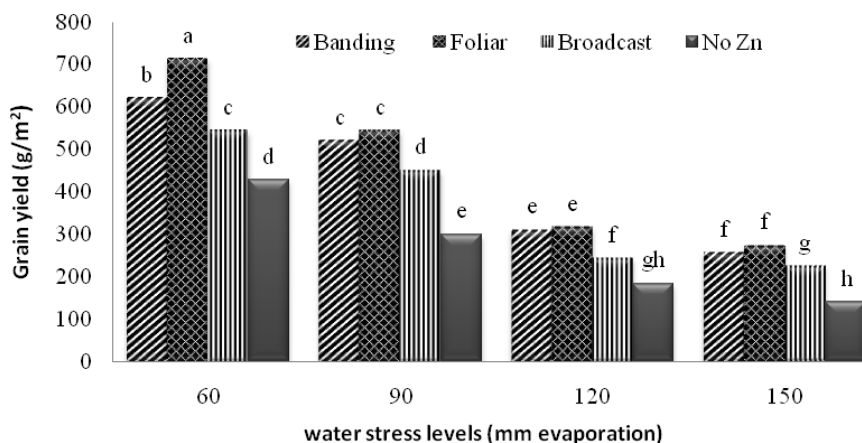 800
700
600
500
400
300
200
100
0
Grain yield (g/m²)
Banding Foliar Broadcast No Zn
b a c d
c c d e
e e f gh
f f g h
60 90 120 150
water stress levels (mm evaporation)